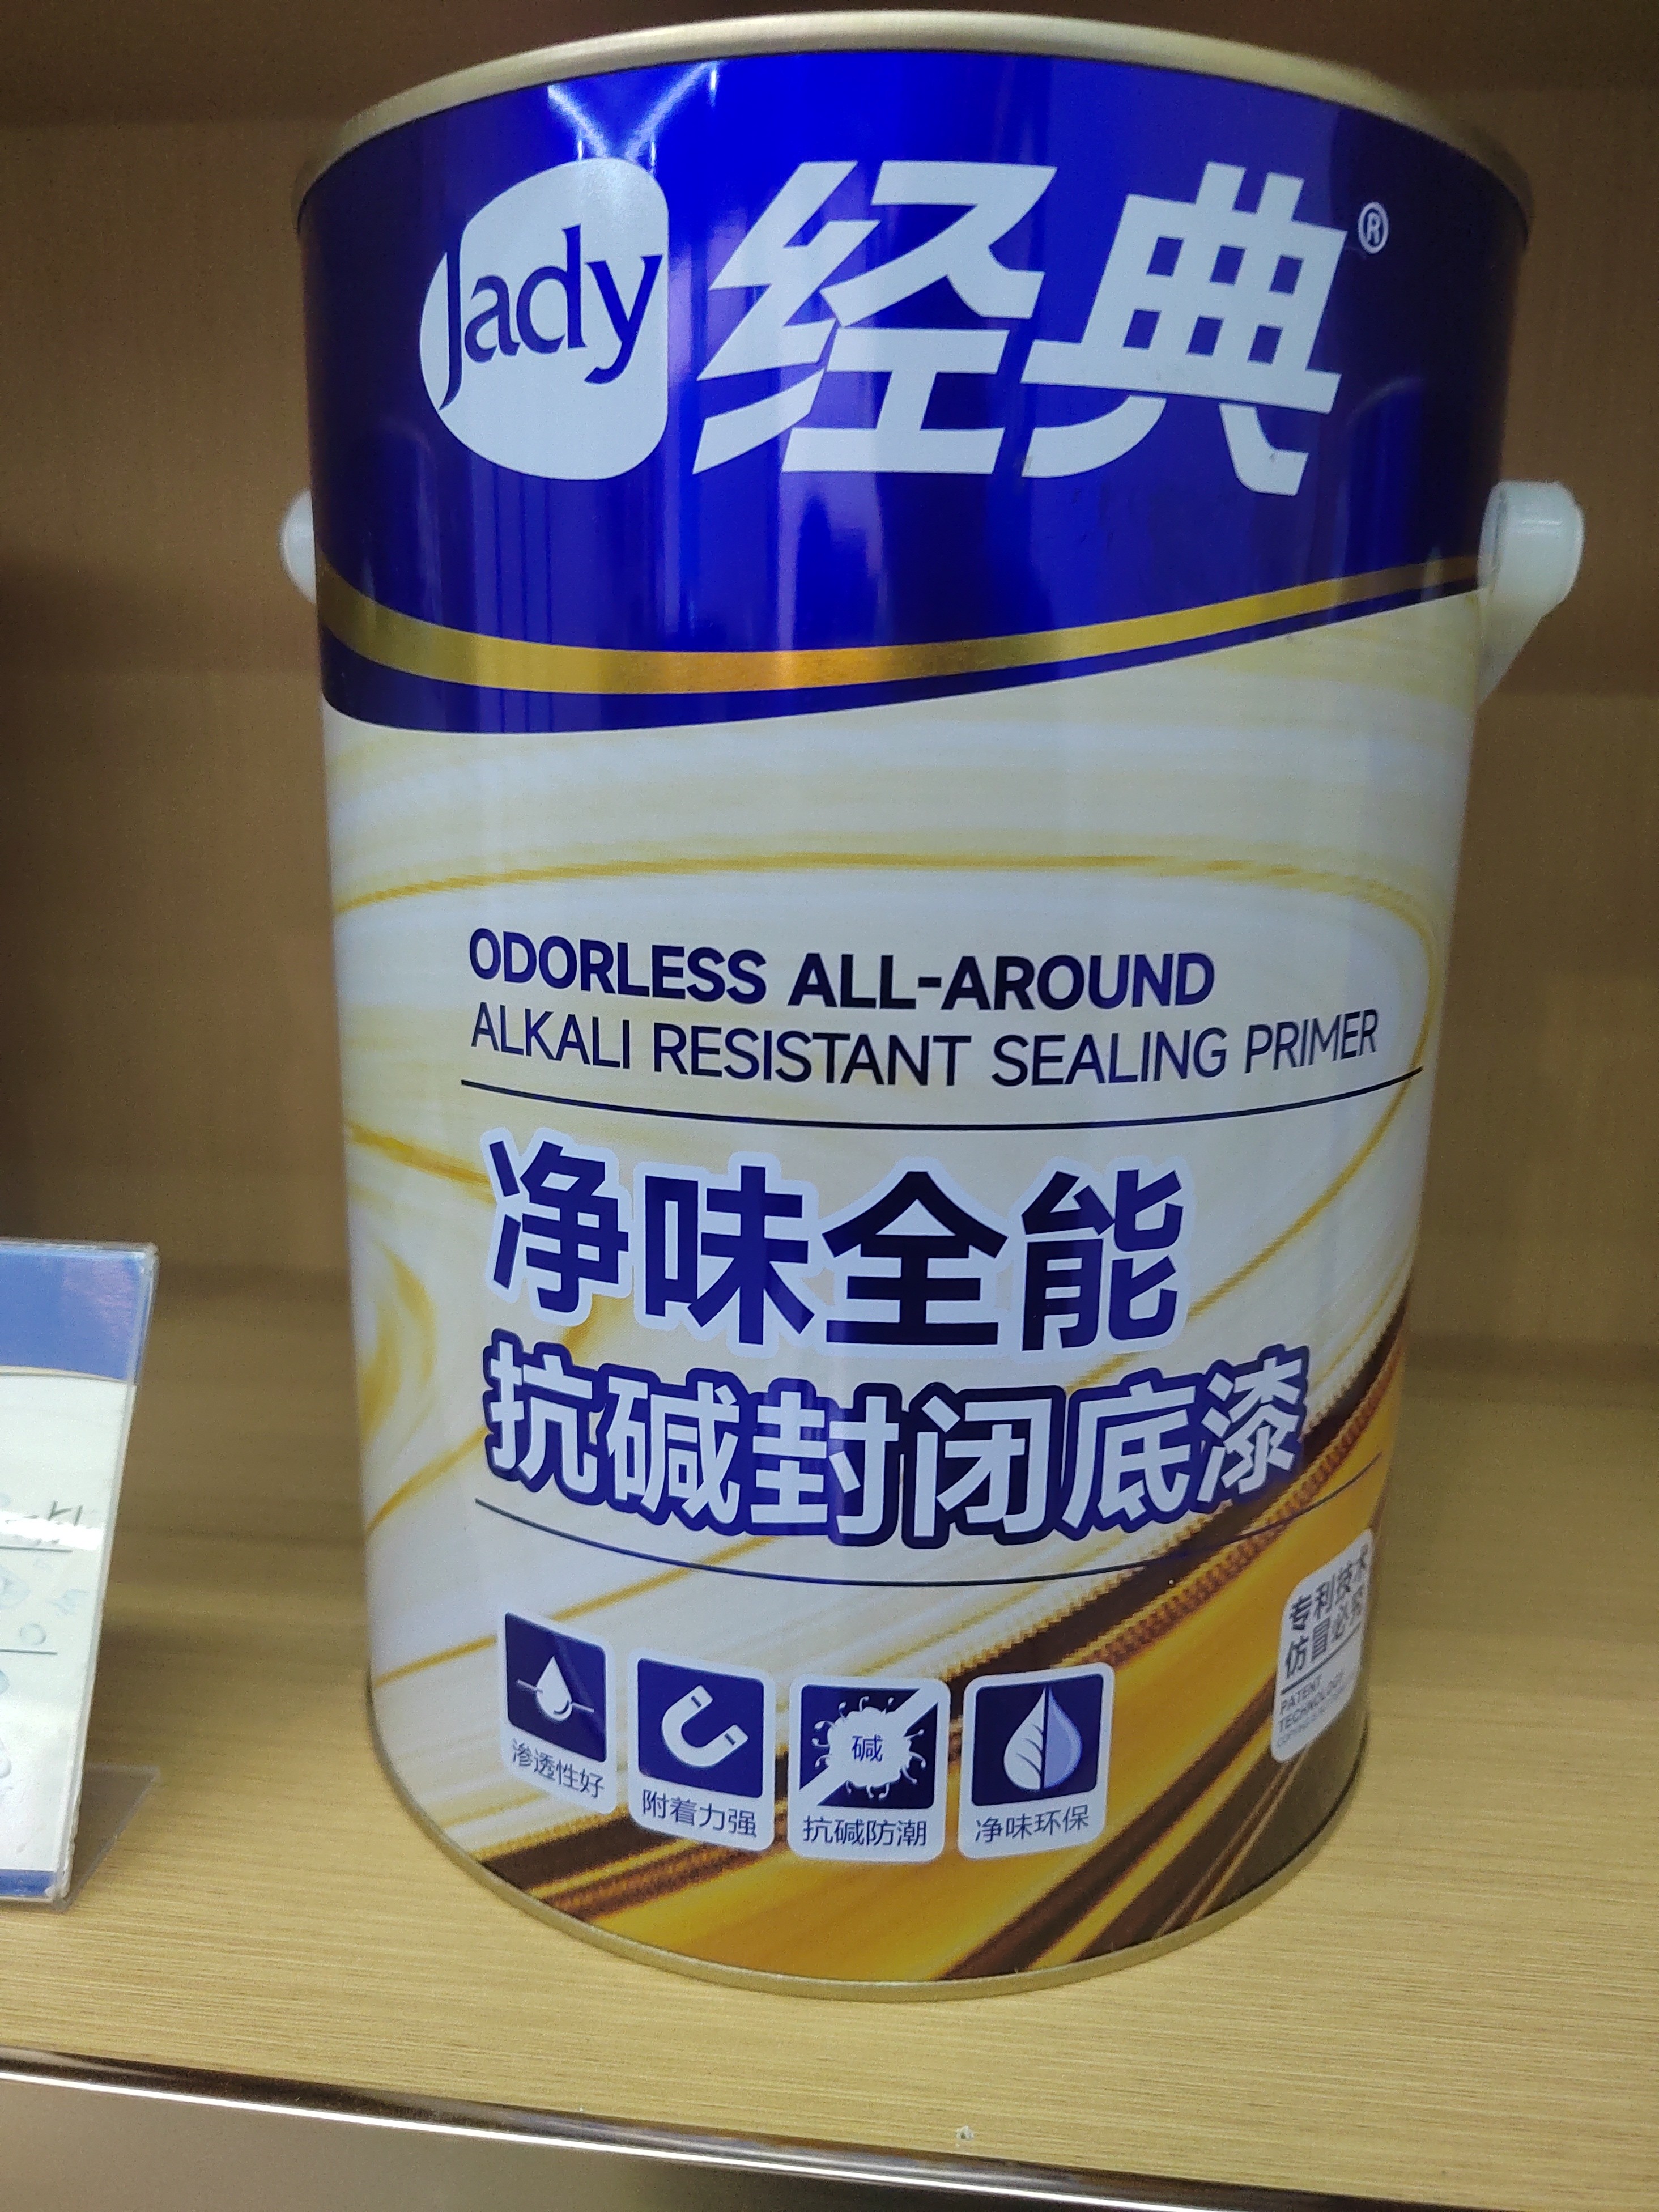 Jady 经典®
ODORLESS ALL-AROUND
ALKALI RESISTANT SEALING PRIMER
净味全能
抗碱封闭底漆
专利技术
仿冒必究
PATENT
TECHNOLOGY
碱
渗透性好
附着力强
抗碱防潮
净味环保